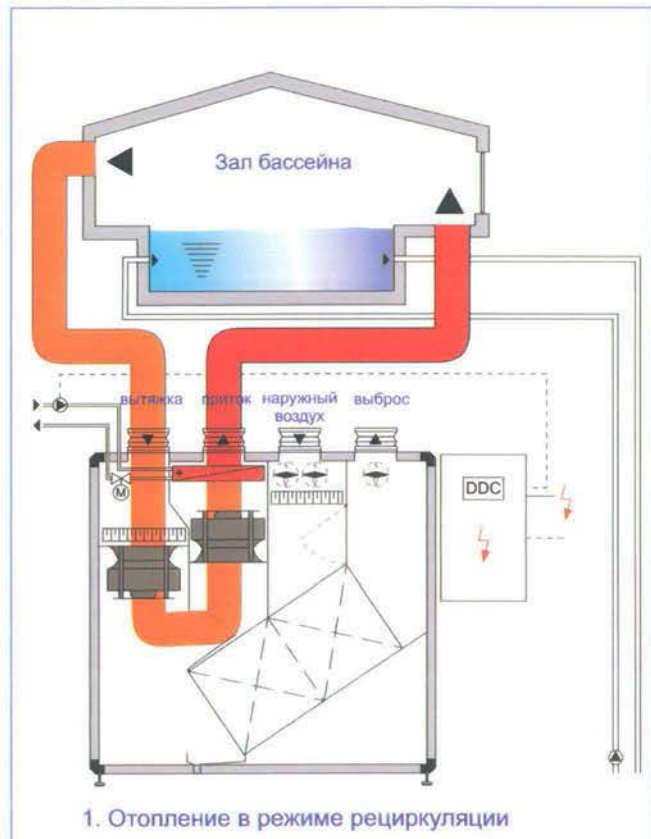 Зал бассейна
вытяжка приток наружный воздух выброс
DDC
M
1. Отопление в режиме рециркуляции